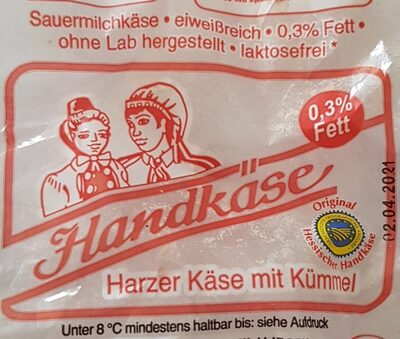 Sauermilchkäse • eiweißreich • 0,3% Fett •
ohne Lab hergestellt • laktosefrei *
0,3%
Fett
Handkäse
Original
Hessischer Handkäse
02.04.2021
Harzer Käse mit Kümmel
Unter 8 °C mindestens haltbar bis: siehe Aufdruck